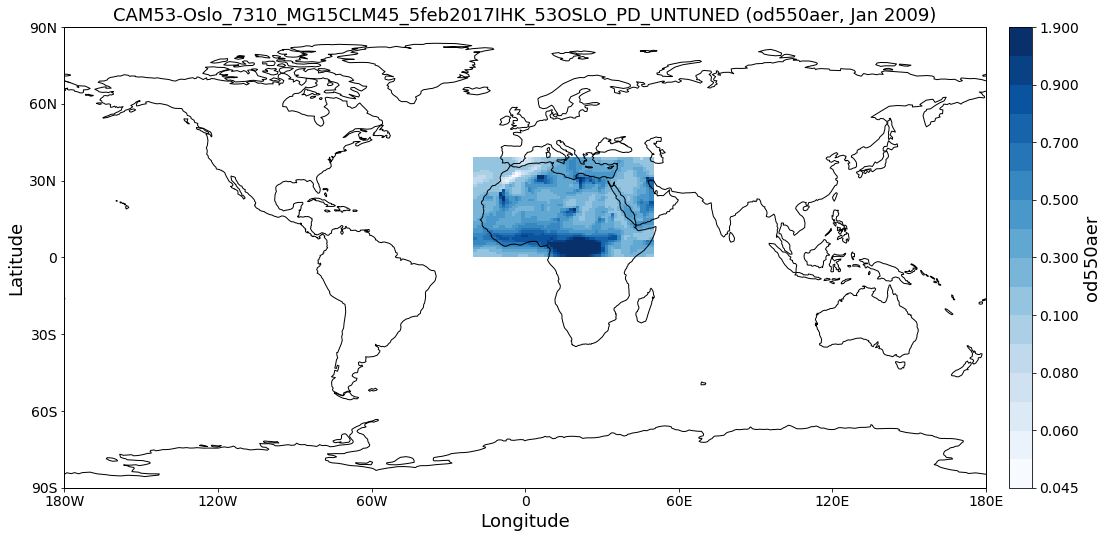 CAM53-Oslo_7310_MG15CLM45_5feb2017IHK_53OSLO_PD_UNTUNED (od550aer, Jan 2009)
90N
60N
30N
0
30S
60S
90S
Latitude
180W
120W
60W
0
60E
120E
180E
Longitude
1.900
0.900
0.700
0.500
0.300
0.100
0.080
0.060
0.045
od550aer